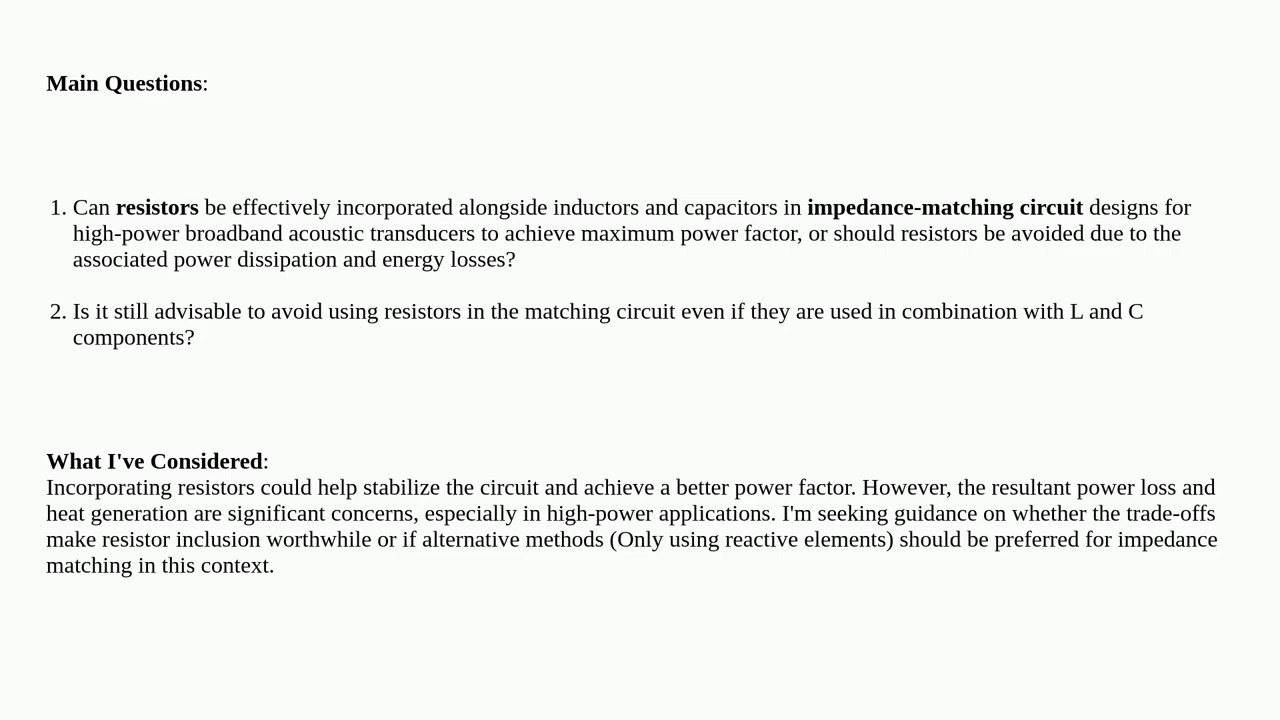 Main Questions:
1. Can resistors be effectively incorporated alongside inductors and capacitors in impedance-matching circuit designs for
high-power broadband acoustic transducers to achieve maximum power factor, or should resistors be avoided due to the
associated power dissipation and energy losses?
2. Is it still advisable to avoid using resistors in the matching circuit even if they are used in combination with L and C
components?
What I've Considered:
Incorporating resistors could help stabilize the circuit and achieve a better power factor. However, the resultant power loss and
heat generation are significant concerns, especially in high-power applications. I'm seeking guidance on whether the trade-offs
make resistor inclusion worthwhile or if alternative methods (Only using reactive elements) should be preferred for impedance
matching in this context.